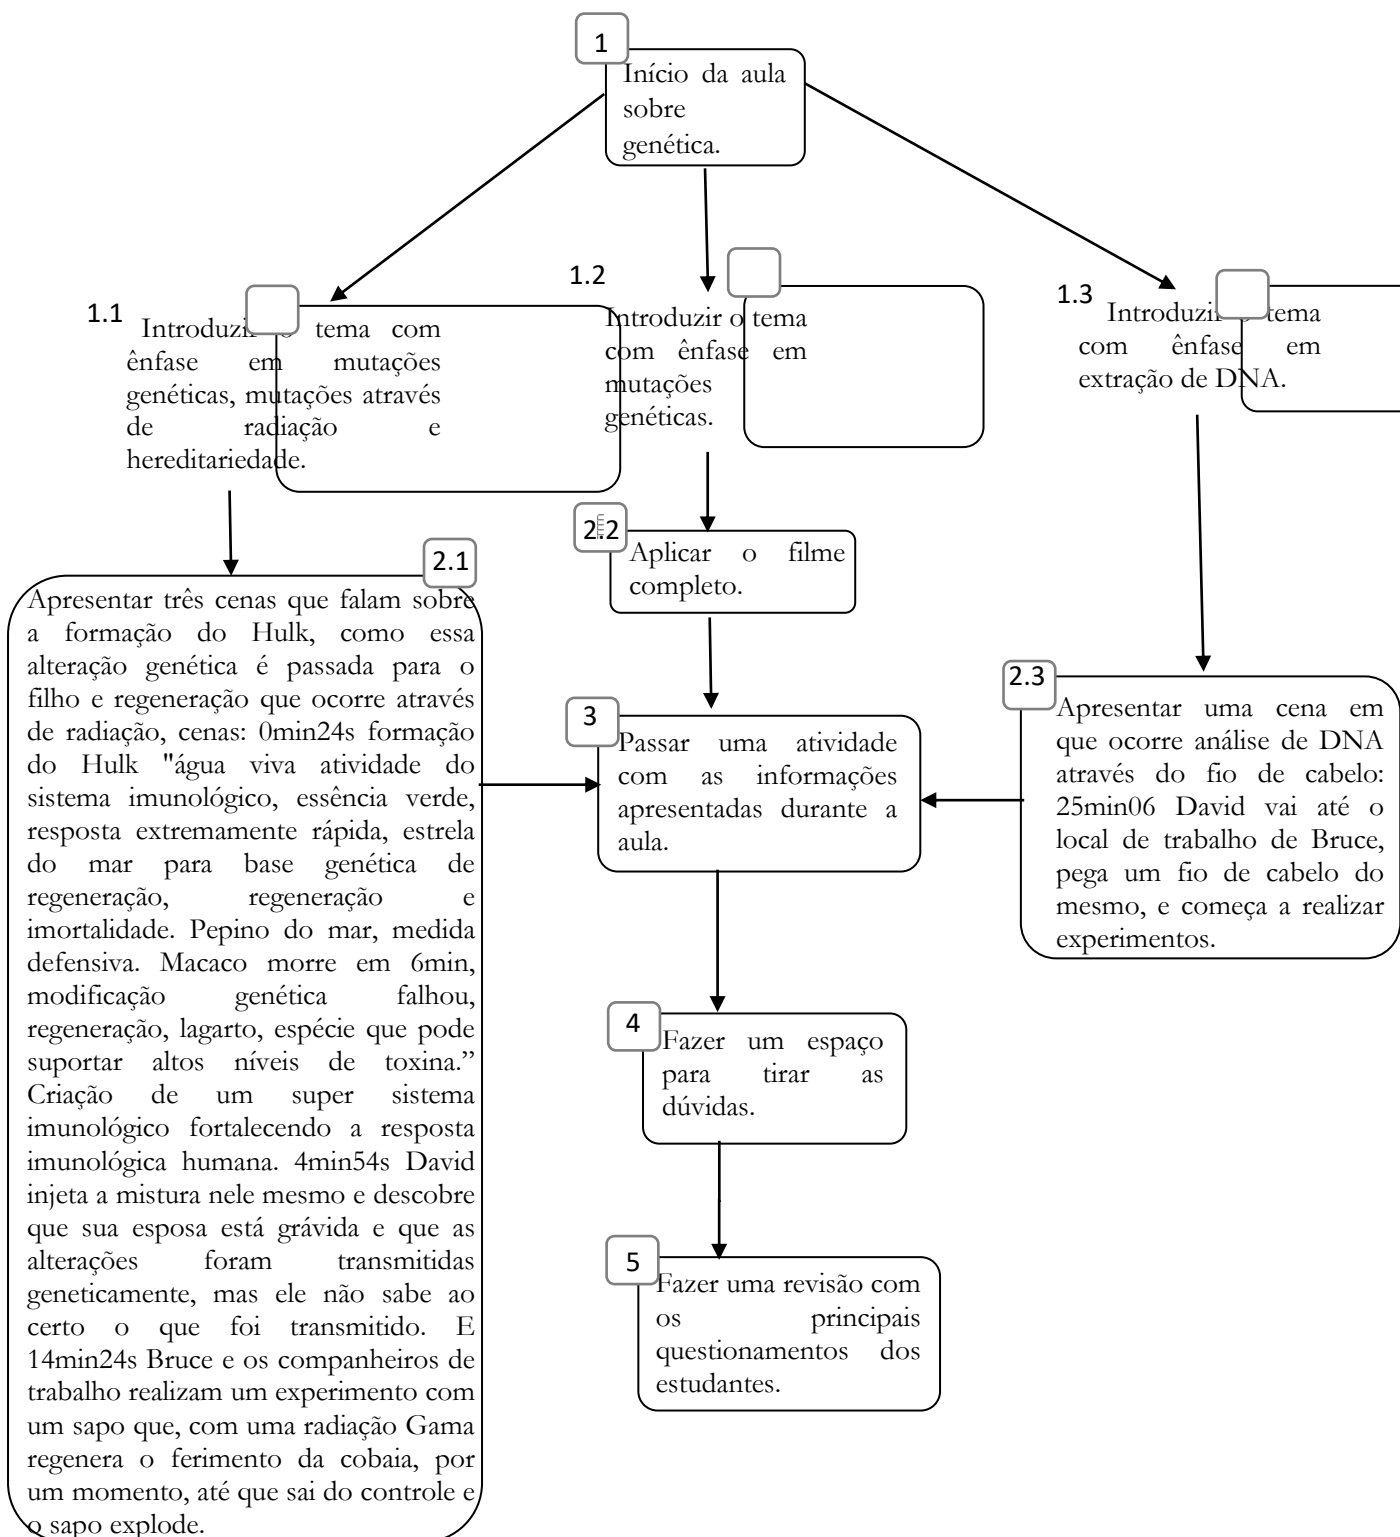 1
Início da aula
sobre
genética.
1.1
Introduzir o tema com
ênfase em mutações
genéticas, mutações através
de radiação e
hereditariedade.
1.2
Introduzir o tema
com ênfase em
mutações
genéticas.
1.3
Introduzir o tema
com ênfase em
extração de DNA.
2.1
Apresentar três cenas que falam sobre
a formação do Hulk, como essa
alteração genética é passada para o
filho e regeneração que ocorre através
de radiação, cenas: 0min24s formação
do Hulk "água viva atividade do
sistema imunológico, essência verde,
resposta extremamente rápida, estrela
do mar para base genética de
regeneração, regeneração e
imortalidade. Pepino do mar, medida
defensiva. Macaco morre em 6min,
modificação genética falhou,
regeneração, lagarto, espécie que pode
suportar altos níveis de toxina.”
Criação de um super sistema
imunológico fortalecendo a resposta
imunológica humana. 4min54s David
injeta a mistura nele mesmo e descobre
que sua esposa está grávida e que as
alterações foram transmitidas
geneticamente, mas ele não sabe ao
certo o que foi transmitido. E
14min24s Bruce e os companheiros de
trabalho realizam um experimento com
um sapo que, com uma radiação Gama
regenera o ferimento da cobaia, por
um momento, até que sai do controle e
o sapo explode.
2.2
Aplicar o filme
completo.
2.3
Apresentar uma cena em
que ocorre análise de DNA
através do fio de cabelo:
25min06 David vai até o
local de trabalho de Bruce,
pega um fio de cabelo do
mesmo, e começa a realizar
experimentos.
3
Passar uma atividade
com as informações
apresentadas durante a
aula.
4
Fazer um espaço
para tirar as
dúvidas.
5
Fazer uma revisão com
os principais
questionamentos dos
estudantes.